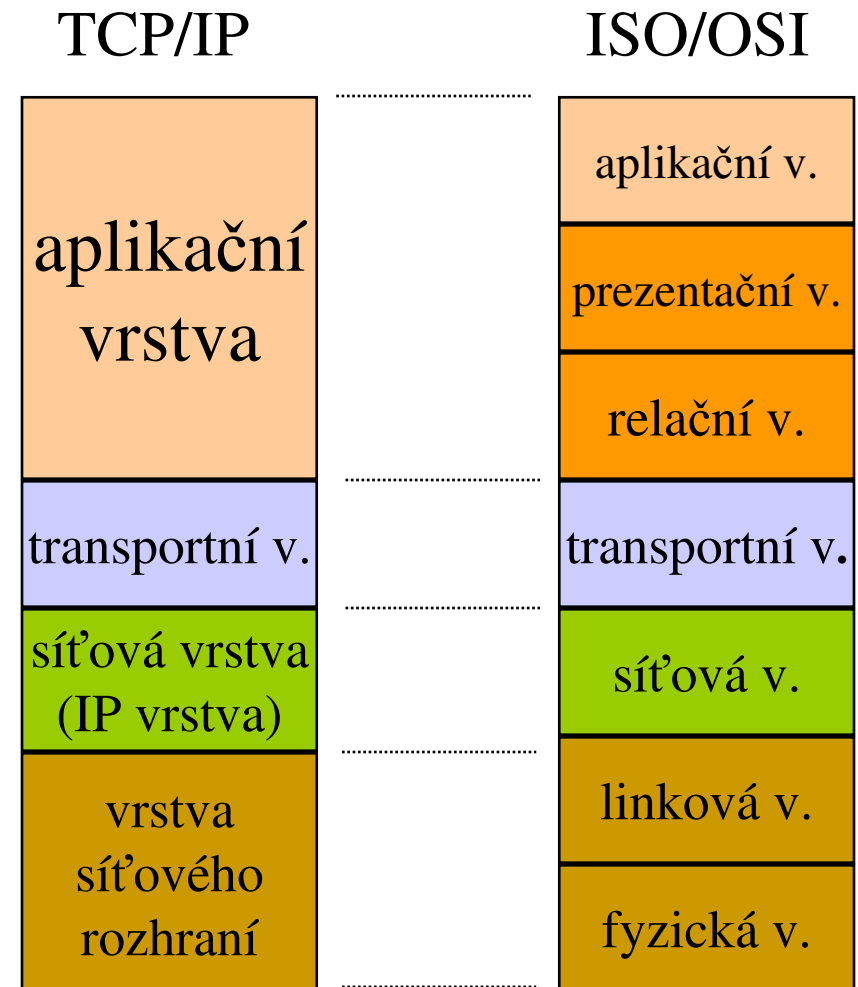 TCP/IP
aplikační
vrstva
transportní v.
síťová vrstva
(IP vrstva)
vrstva
síťového
rozhraní
ISO/OSI
aplikační v.
prezentační v.
relační v.
transportní v.
síťová v.
linková v.
fyzická v.